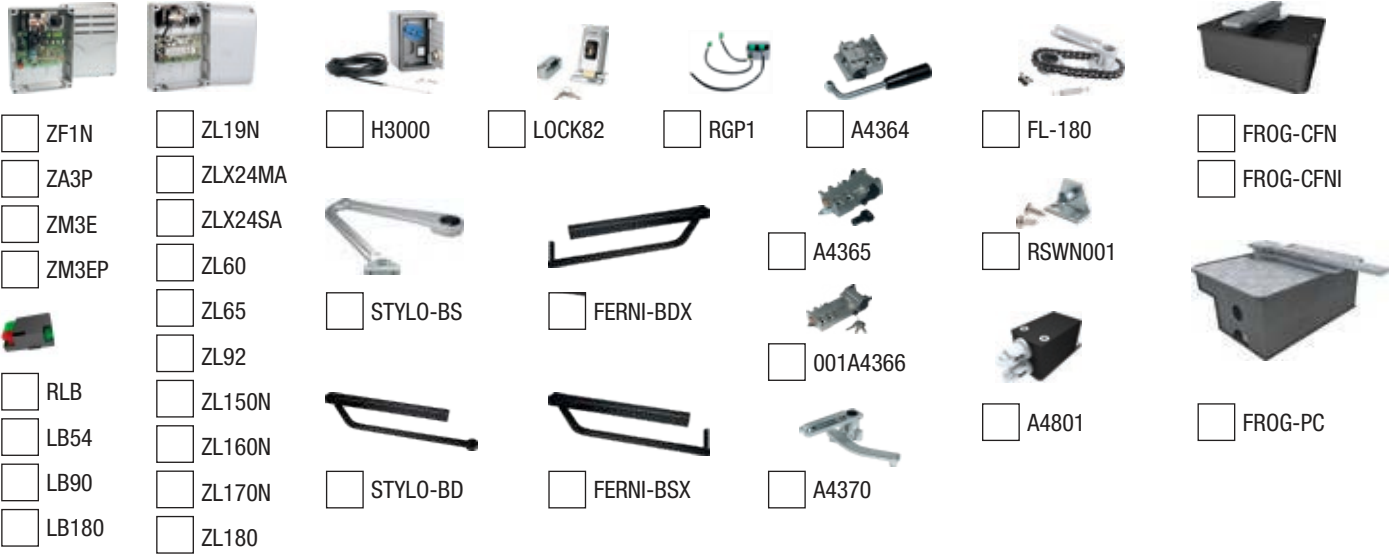 ZF1N
ZA3P
ZM3E
ZM3EP
RLB
LB54
LB90
LB180
ZL19N
ZLX24MA
ZLX24SA
ZL60
ZL65
ZL92
ZL150N
ZL160N
ZL170N
ZL180
H3000
LOCK82
RGP1
A4364
FL-180
FROG-CFN
FROG-CFNI
STYLO-BS
FERNI-BDX
A4365
RSWN001
001A4366
STYLO-BD
FERNI-BSX
A4370
A4801
FROG-PC